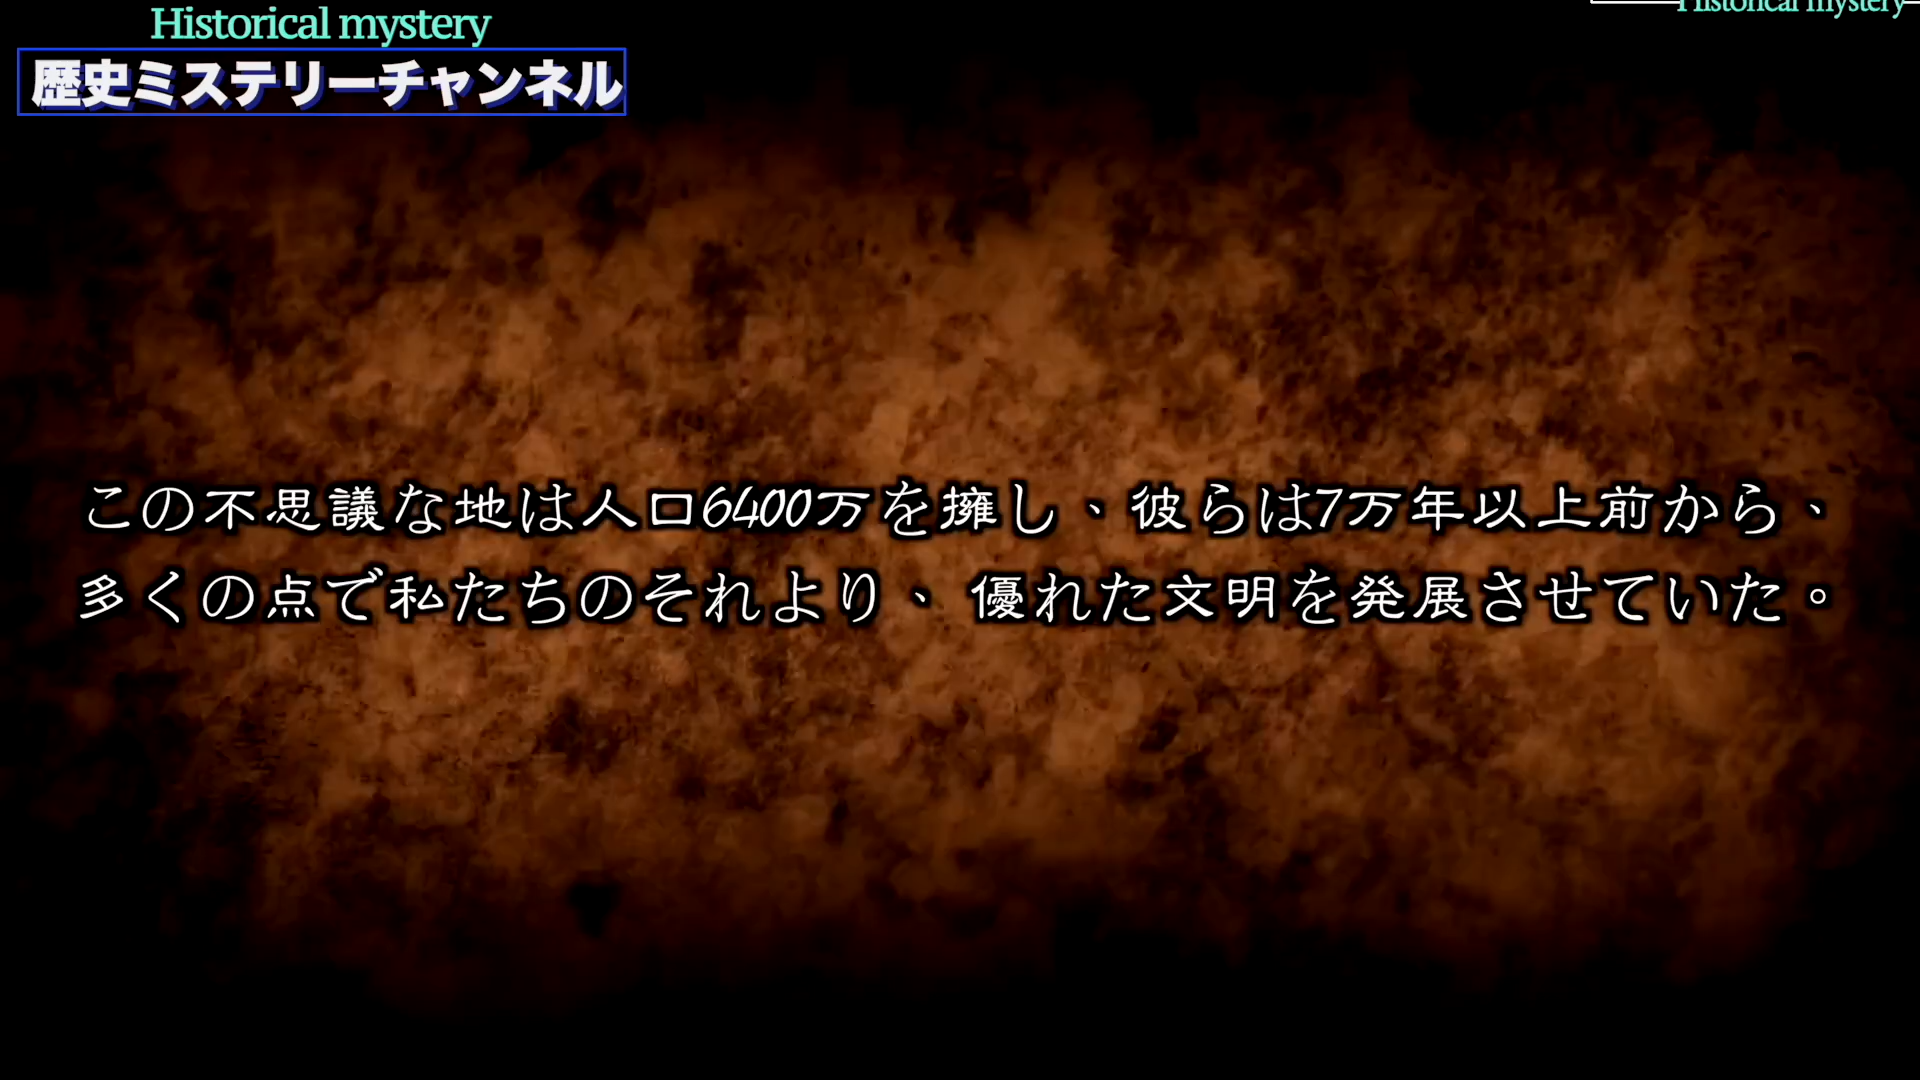 Historical mystery
Historical mystery
歴史ミステリーチャンネル
この不思議な地は人口6400万を擁し、彼らは7万年以上前から、
多くの点で私たちのそれより、優れた文明を発展させていた。